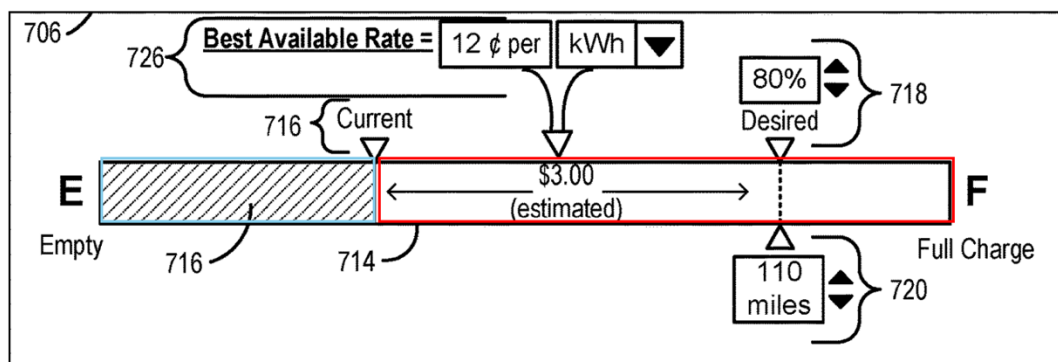 706
726
Best Available Rate = 12 ¢ per kWh
716 Current
80%
Desired
718
E
$3.00
(estimated)
F
Empty
716
714
Full Charge
110
miles
720